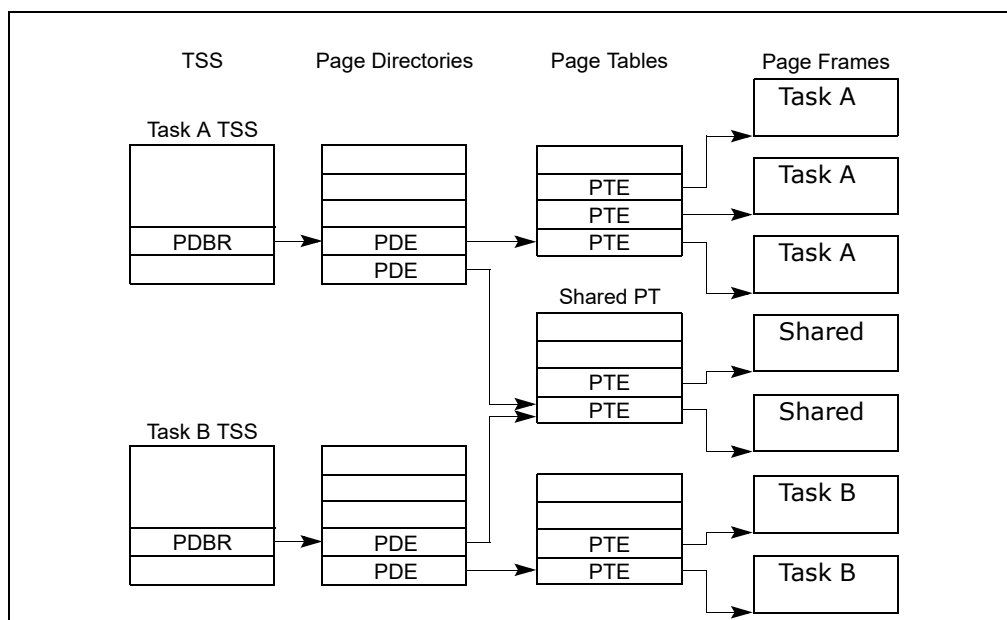 TSS
Page Directories
Page Tables
Page Frames
Task A TSS
PDBR
PDE
PDE
PTE
PTE
PTE
Task A
Task A
Task A
Shared PT
PTE
PTE
Shared
Shared
Task B TSS
PDBR
PDE
PDE
PTE
PTE
Task B
Task B